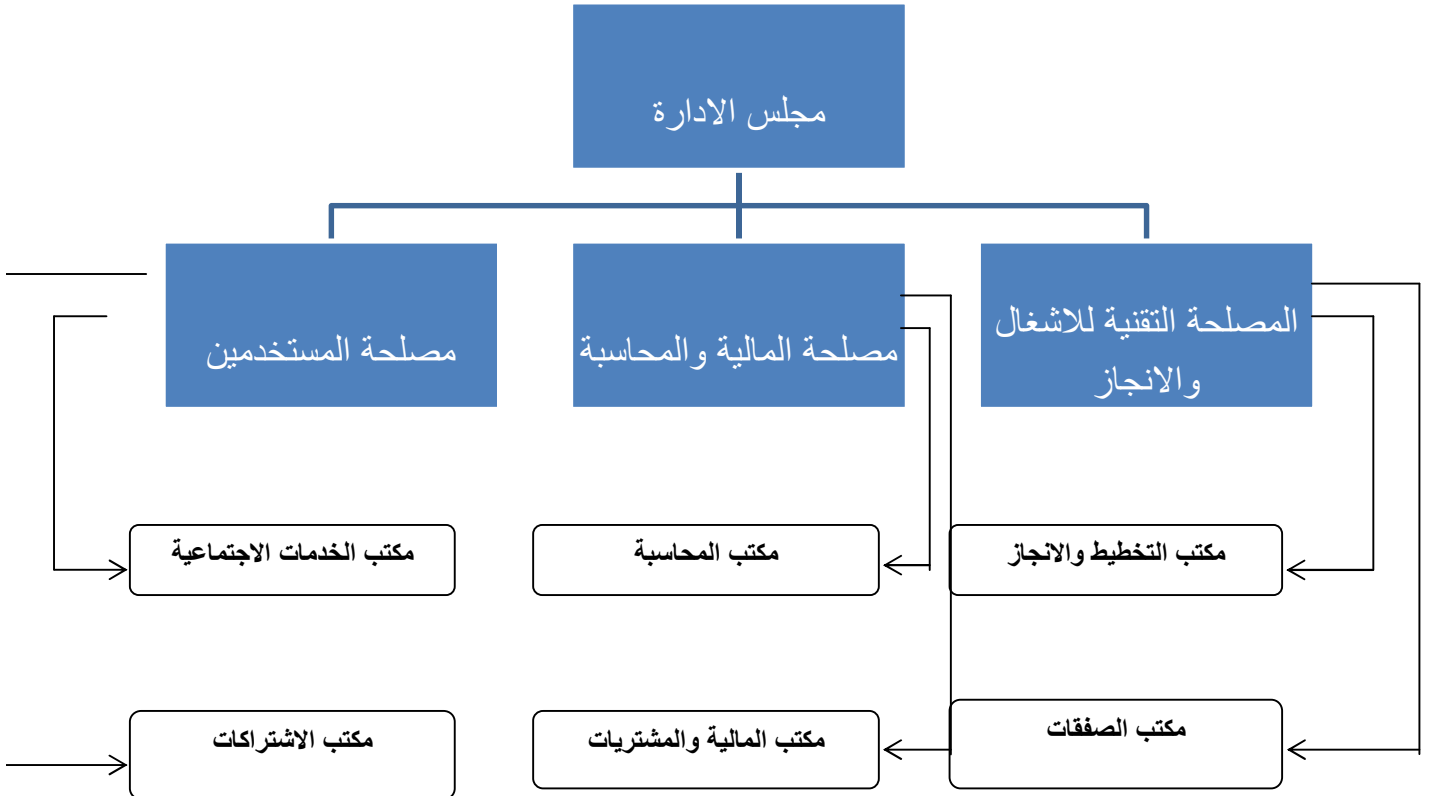 مجلس الادارة
المصلحة التقنية للاشغال
والانجاز
مصلحة المالية والمحاسبة
مصلحة المستخدمين
مكتب التخطيط والانجاز
مكتب المحاسبة
مكتب الخدمات الاجتماعية
مكتب الصفقات
مكتب المالية والمشتريات
مكتب الاشتراكات